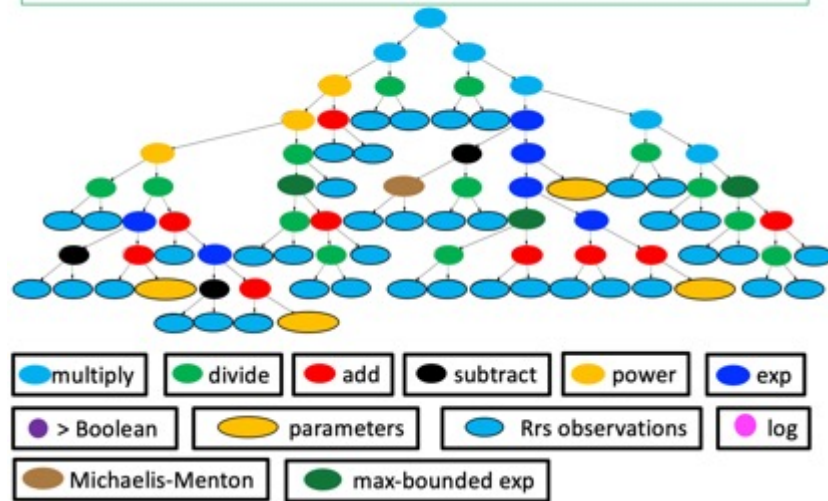 multiply divide add subtract power exp
> Boolean parameters Rrs observations log
Michaelis-Menton max-bounded exp